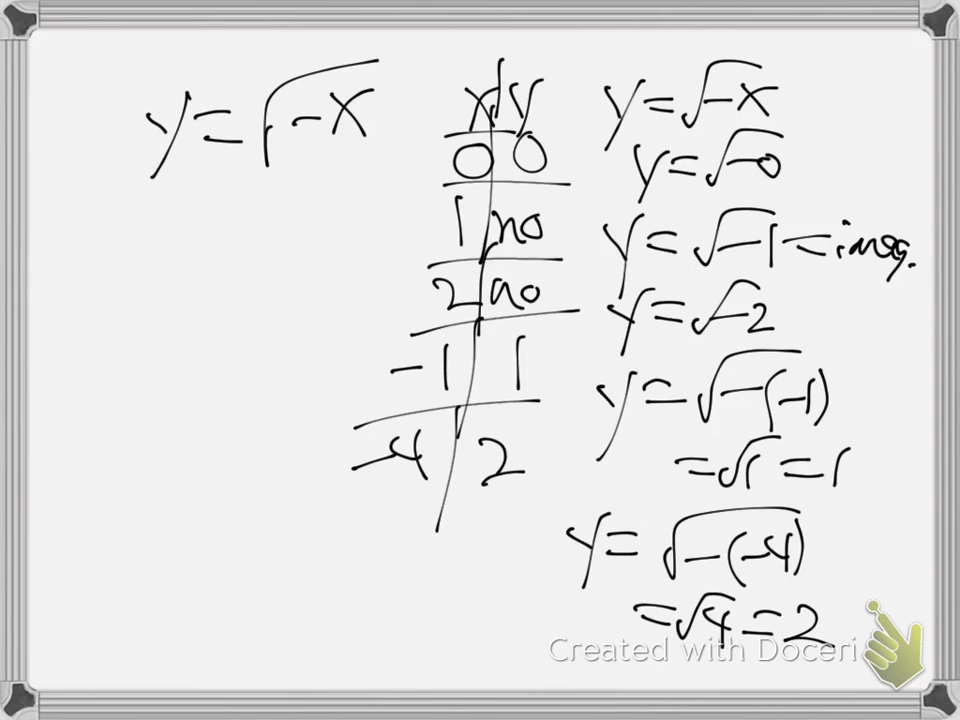 y = √-x
x y
0 0
1 no
2 no
-1 1
-4 2
y = √-x
y = √-0
y = √-1 = imag.
y = √-2
y = √-(-1)
= √1 = 1
y = √-(-4)
= √4 = 2
Created with Doceri